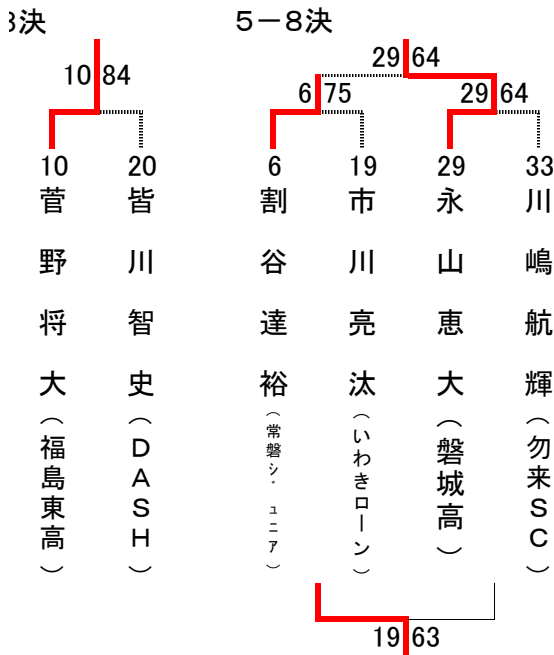 3決
5－8決
29 64
10 84
6 75
29 64
10
20
6
19
29
33
菅野将大（福島東高）
皆川智史（DASH）
割谷達裕（常磐ｼﾞｭﾆｱ）
市川亮汰（いわきローン）
永山恵大（磐城高）
川嶋航輝（勿来SC）
19 63